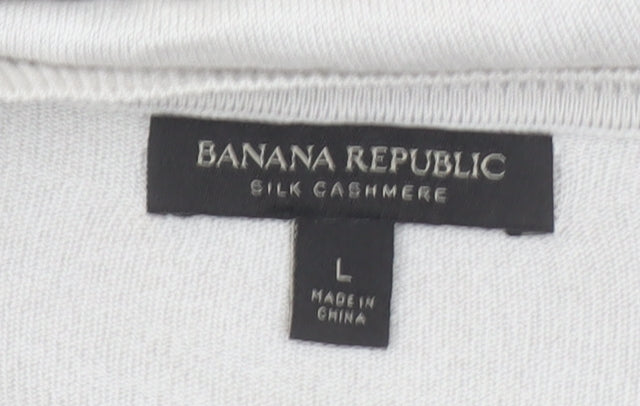 BANANA REPUBLIC
SILK CASHMERE
L
MADE IN
CHINA